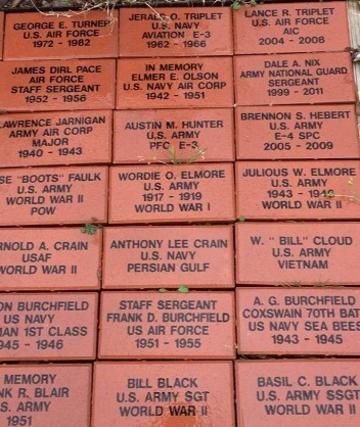 GEORGE E. TURNER
U.S. AIR FORCE
1972 - 1982
JERALD O. TRIPLET
U.S. NAVY
AVIATION E-3
1962 - 1966
LANCE R. TRIPLET
U.S. AIR FORCE
AIC
2004 - 2008
JAMES DIRL PACE
AIR FORCE
STAFF SERGEANT
1952 - 1956
IN MEMORY
ELMER E. OLSON
U.S. NAVY AIR CORP
1942 - 1951
DALE A. NIX
ARMY NATIONAL GUARD
SERGEANT
1999 - 2011
LAWRENCE JARNIGAN
ARMY AIR CORP
MAJOR
1940 - 1943
AUSTIN M. HUNTER
U.S. ARMY
PFC E-3
BRENNON S. HEBERT
U.S. ARMY
E-4 SPC
2005 - 2009
SE "BOOTS" FAULK
U.S. ARMY
WORLD WAR II
POW
WORDIE O. ELMORE
U.S. ARMY
1917 - 1919
WORLD WAR I
JULIOUS W. ELMORE
U.S. ARMY
1943 -
WORLD WAR II
RNOLD A. CRAIN
USAF
WORLD WAR II
ANTHONY LEE CRAIN
U.S. NAVY
PERSIAN GULF
W. " BILL" CLOUD
U.S. ARMY
VIETNAM
ON BURCHFIELD
US NAVY
MAN 1ST CLASS
945 - 1946
STAFF SERGEANT
FRANK D. BURCHFIELD
US AIR FORCE
1951 - 1955
A. G. BURCHFIELD
COXSWAIN 70TH BAT
US NAVY SEA BEES
1943 - 1945
MEMORY
NK R. BLAIR
S. ARMY
1951
BILL BLACK
U.S. ARMY SGT
WORLD WAR II
BASIL C. BLACK
U.S. ARMY SSGT
WORLD WAR II